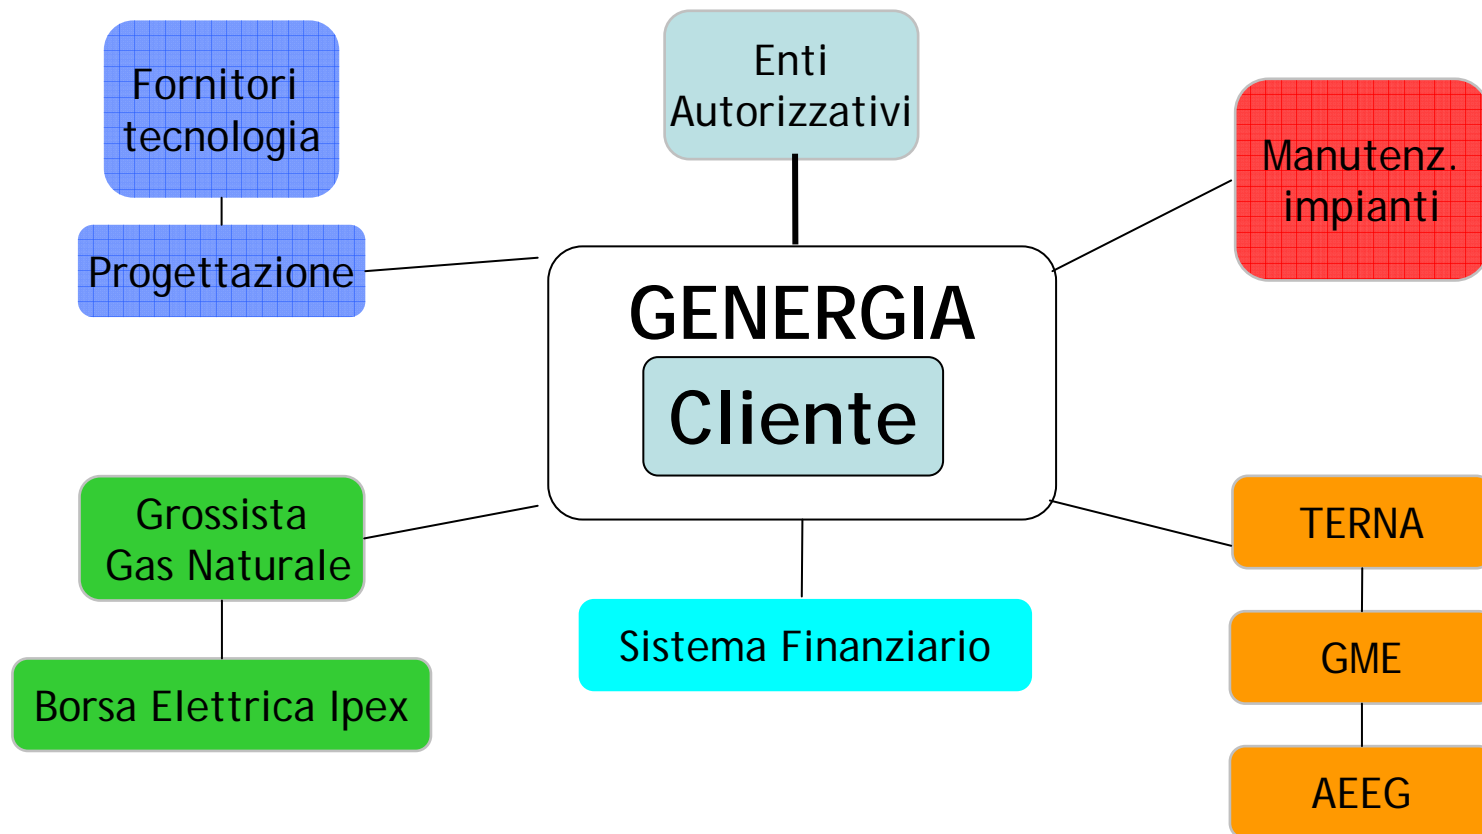 Fornitori
tecnologia
Progettazione
Enti
Autorizzativi
Manutenz.
impianti
GENERGIA
Cliente
Grossista
Gas Naturale
Borsa Elettrica Ipex
Sistema Finanziario
TERNA
GME
AEEG